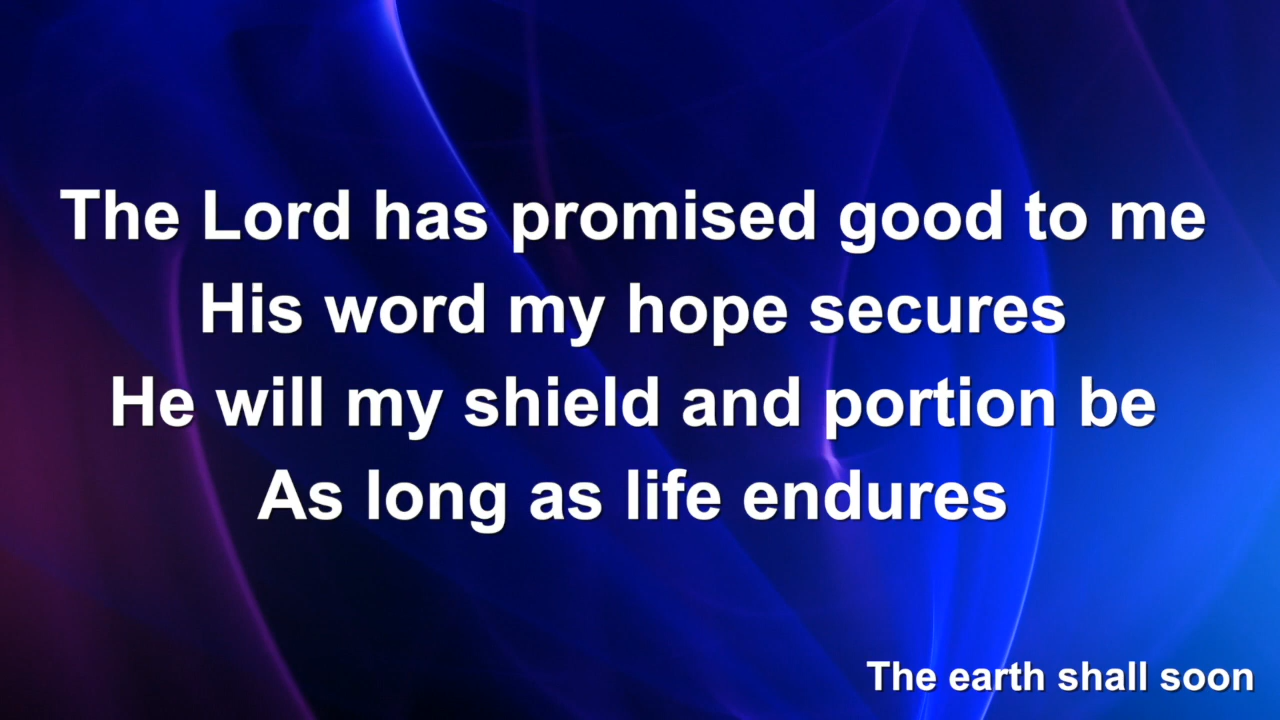 The Lord has promised good to me
His word my hope secures
He will my shield and portion be
As long as life endures
The earth shall soon